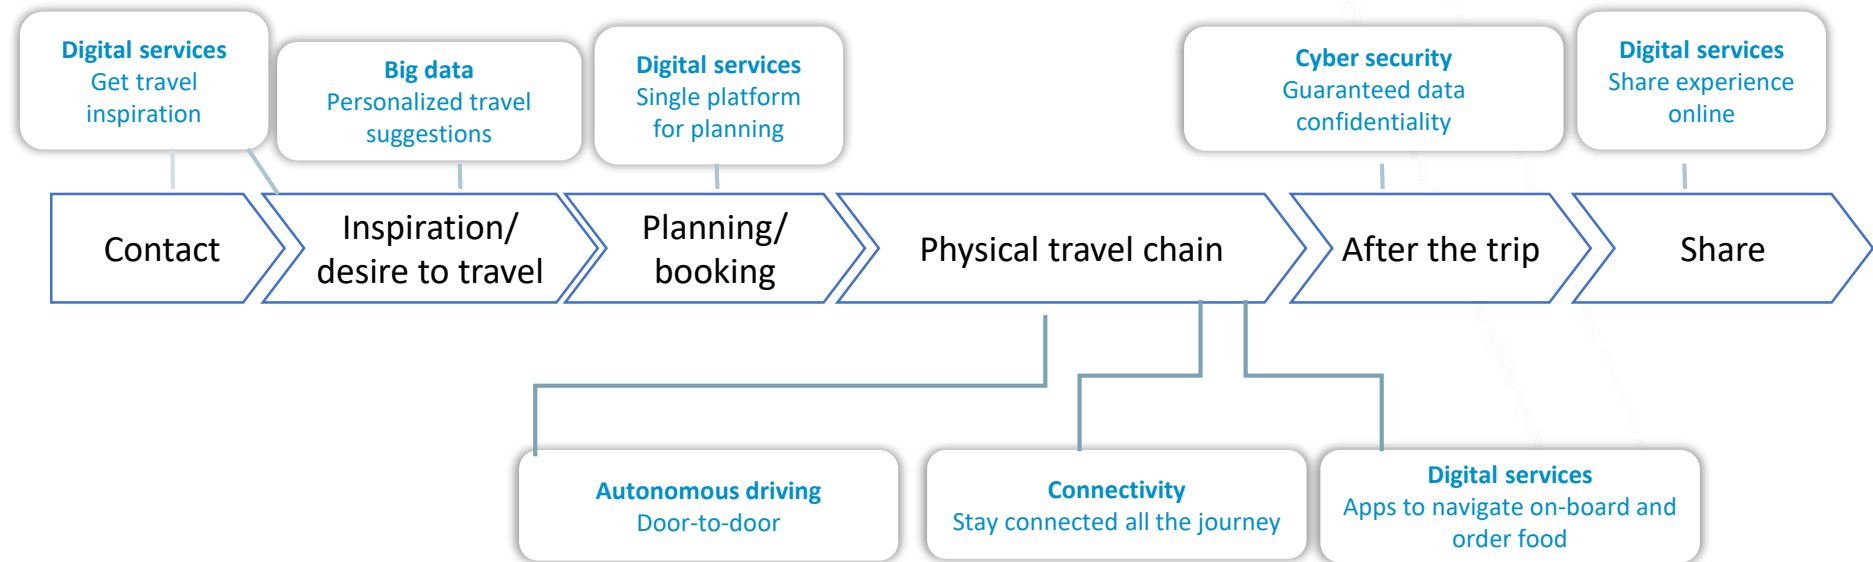 Digital services
Get travel
inspiration
Big data
Personalized travel
suggestions
Digital services
Single platform
for planning
Cyber security
Guaranteed data
confidentiality
Digital services
Share experience
online
Contact
Inspiration/
desire to travel
Planning/
booking
Physical travel chain
After the trip
Share
Autonomous driving
Door-to-door
Connectivity
Stay connected all the journey
Digital services
Apps to navigate on-board and
order food